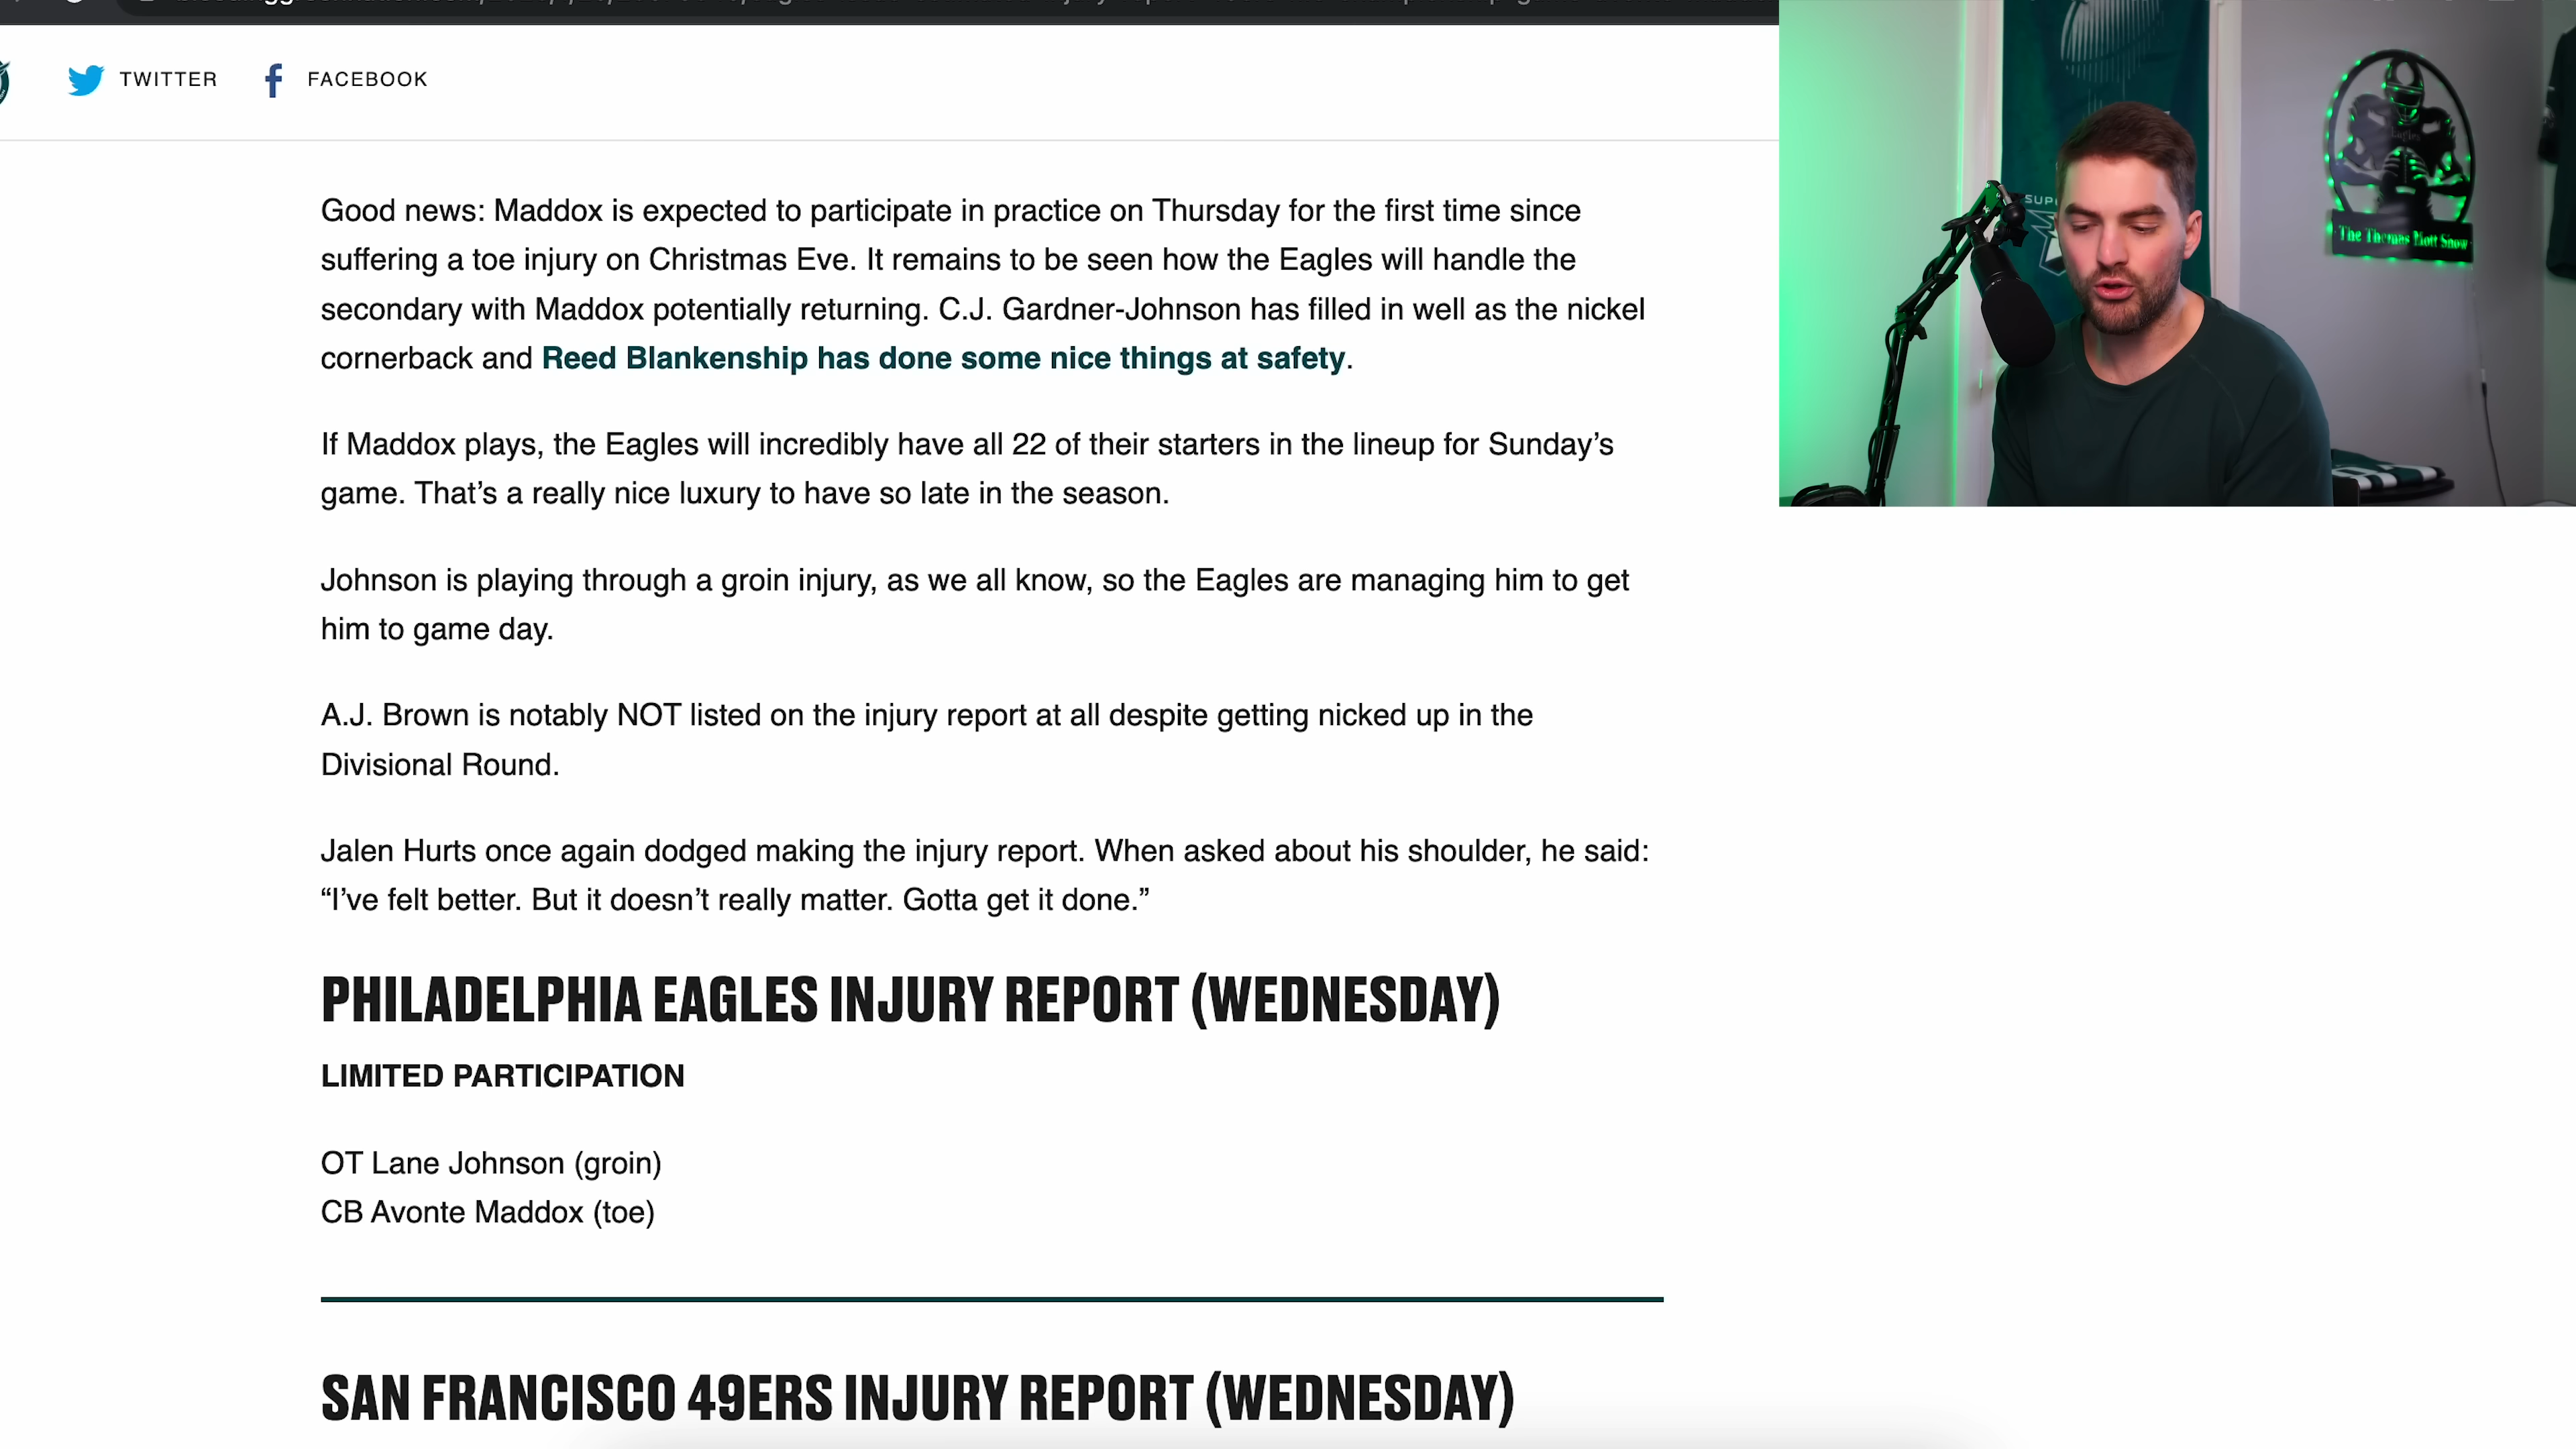 TWITTER
FACEBOOK
Good news: Maddox is expected to participate in practice on Thursday for the first time since
suffering a toe injury on Christmas Eve. It remains to be seen how the Eagles will handle the
secondary with Maddox potentially returning. C.J. Gardner-Johnson has filled in well as the nickel
cornerback and Reed Blankenship has done some nice things at safety.
If Maddox plays, the Eagles will incredibly have all 22 of their starters in the lineup for Sunday’s
game. That’s a really nice luxury to have so late in the season.
Johnson is playing through a groin injury, as we all know, so the Eagles are managing him to get
him to game day.
A.J. Brown is notably NOT listed on the injury report at all despite getting nicked up in the
Divisional Round.
Jalen Hurts once again dodged making the injury report. When asked about his shoulder, he said:
“I’ve felt better. But it doesn’t really matter. Gotta get it done.”
PHILADELPHIA EAGLES INJURY REPORT (WEDNESDAY)
LIMITED PARTICIPATION
OT Lane Johnson (groin)
CB Avonte Maddox (toe)
SAN FRANCISCO 49ERS INJURY REPORT (WEDNESDAY)
SUP
Eagles
The Thomas Mott Show